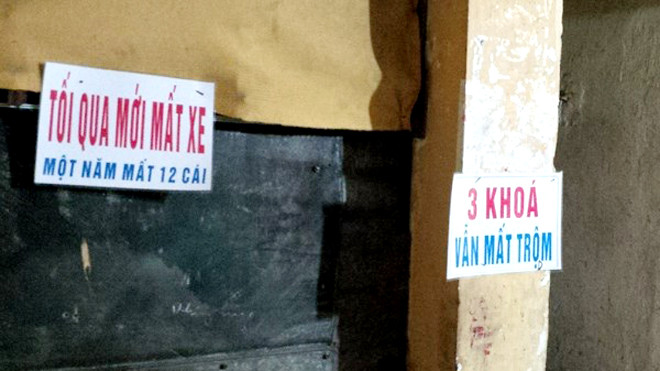 TỐI QUA MỚI MẤT XE
MỘT NĂM MẤT 12 CÁI
3 KHOÁ
VẪN MẤT TRỘM